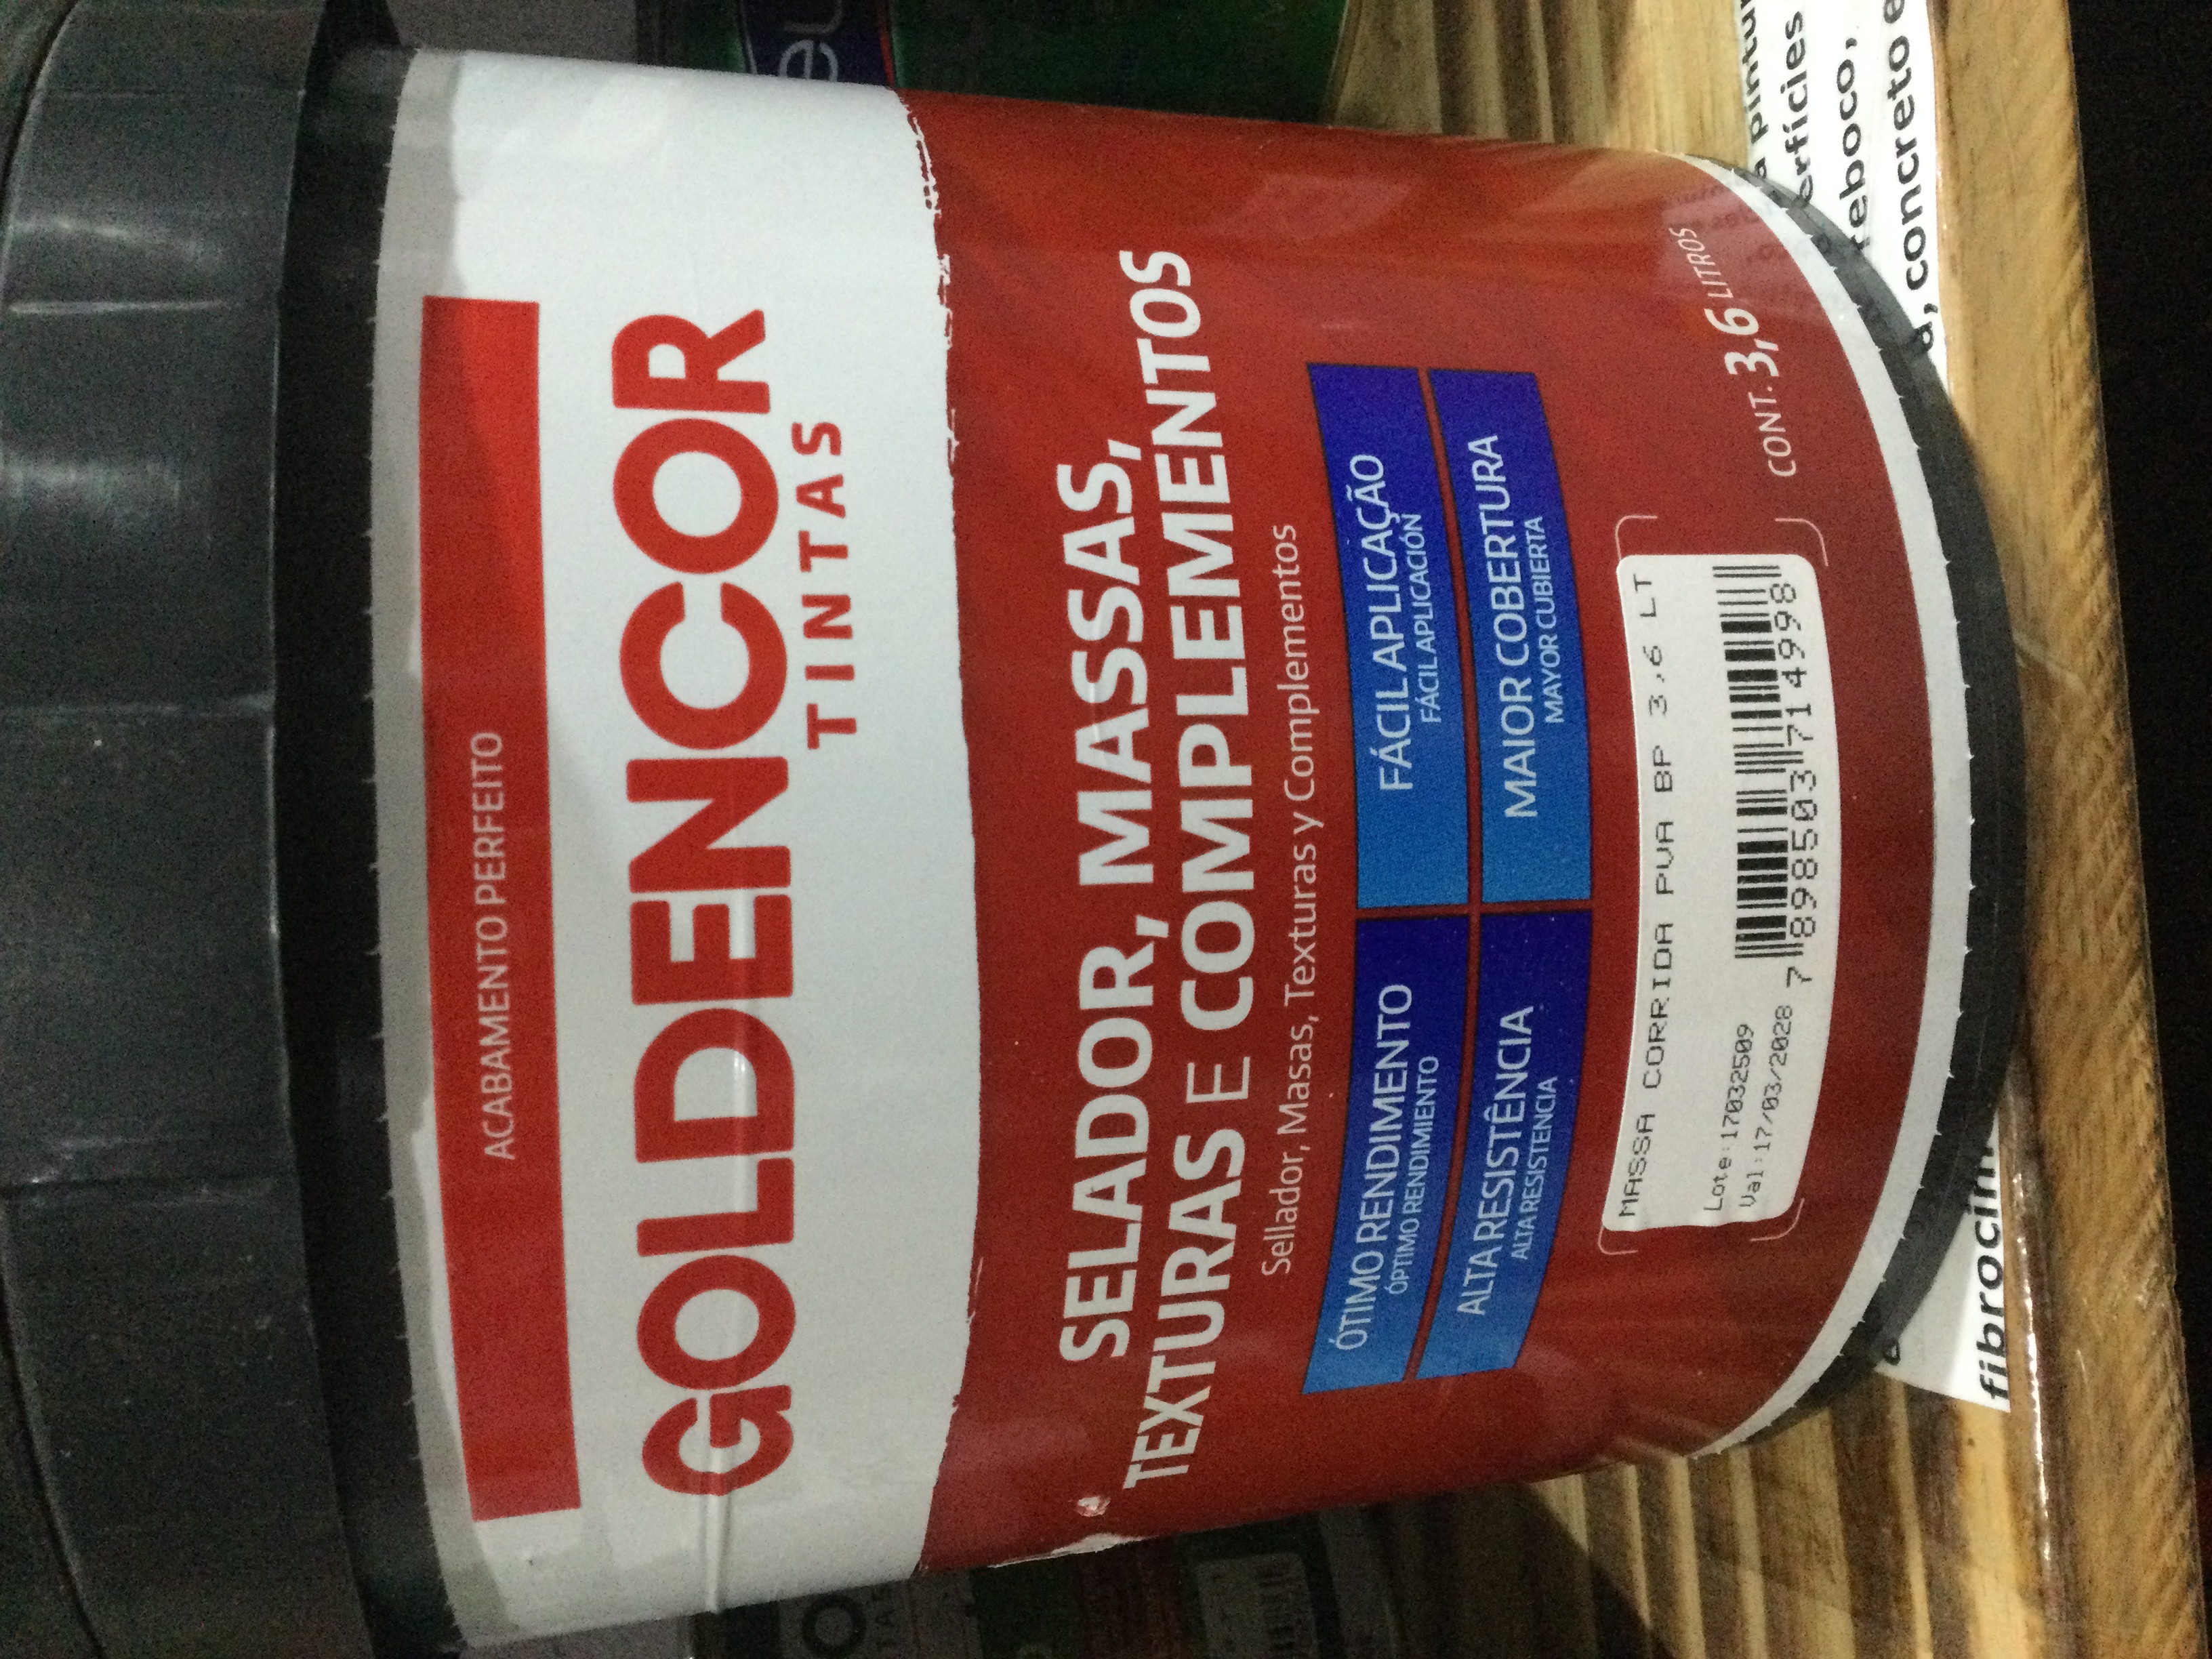 ACABAMENTO PERFEITO
GOLDENCOR
TINTAS
SELADOR, MASSAS,
TEXTURAS E COMPLEMENTOS
Sellador, Masas, Texturas y Complementos
ÓTIMO RENDIMENTO
ÓPTIMO RENDIMIENTO
FÁCIL APLICAÇÃO
FÁCIL APLICACIÓN
ALTA RESISTÊNCIA
ALTA RESISTENCIA
MAIOR COBERTURA
MAYOR CUBIERTA
MASSA CORRIDA PVA BP 3,6 LT
Lote:17032509
Val:17/03/2028
7 898503 714998
CONT. 3,6 LITROS
eu
reboco,
, concreto e